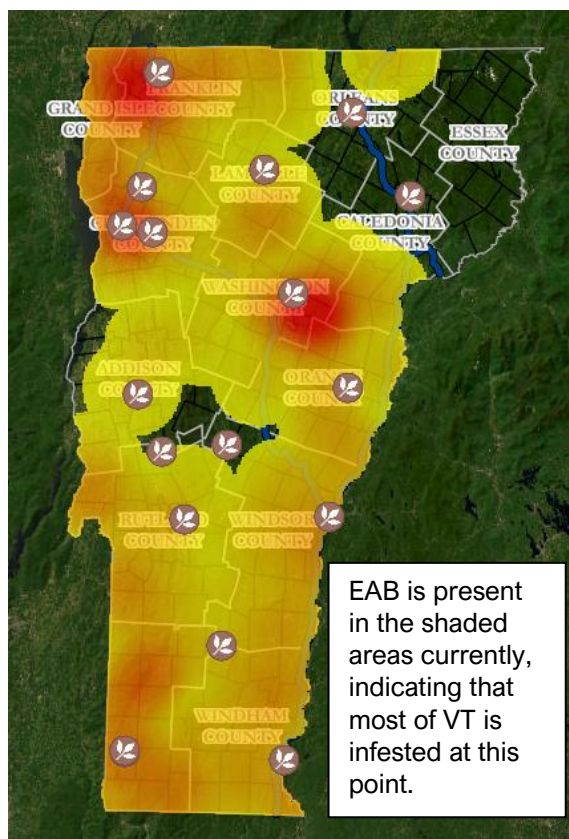 FRANKLIN
COUNTY
GRAND ISLE
COUNTY
ORLEANS
COUNTY
ESSEX
COUNTY
LAMOILLE
COUNTY
CHITTENDEN
COUNTY
CALEDONIA
COUNTY
WASHINGTON
COUNTY
ADDISON
COUNTY
ORANGE
COUNTY
RUTLAND
COUNTY
WINDSOR
COUNTY
WINDHAM
COUNTY
EAB is present
in the shaded
areas currently,
indicating that
most of VT is
infested at this
point.